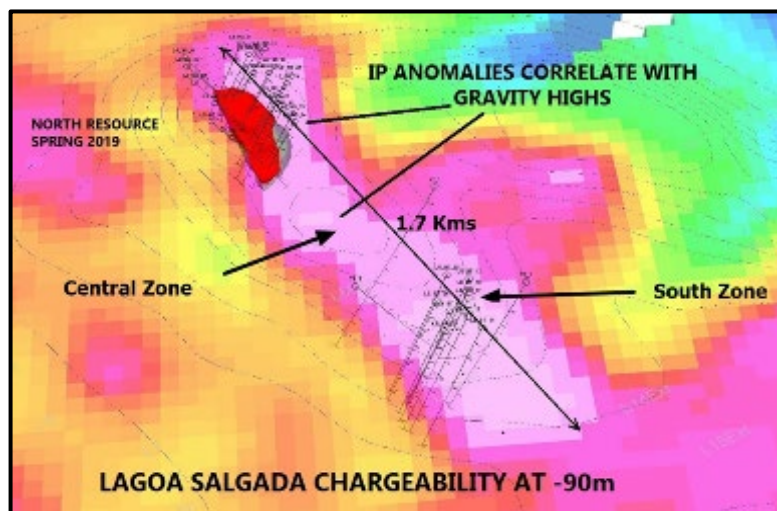 IP ANOMALIES CORRELATE WITH
GRAVITY HIGHS
NORTH RESOURCE
SPRING 2019
1.7 Kms
Central Zone
South Zone
LAGOA SALGADA CHARGEABILITY AT -90m